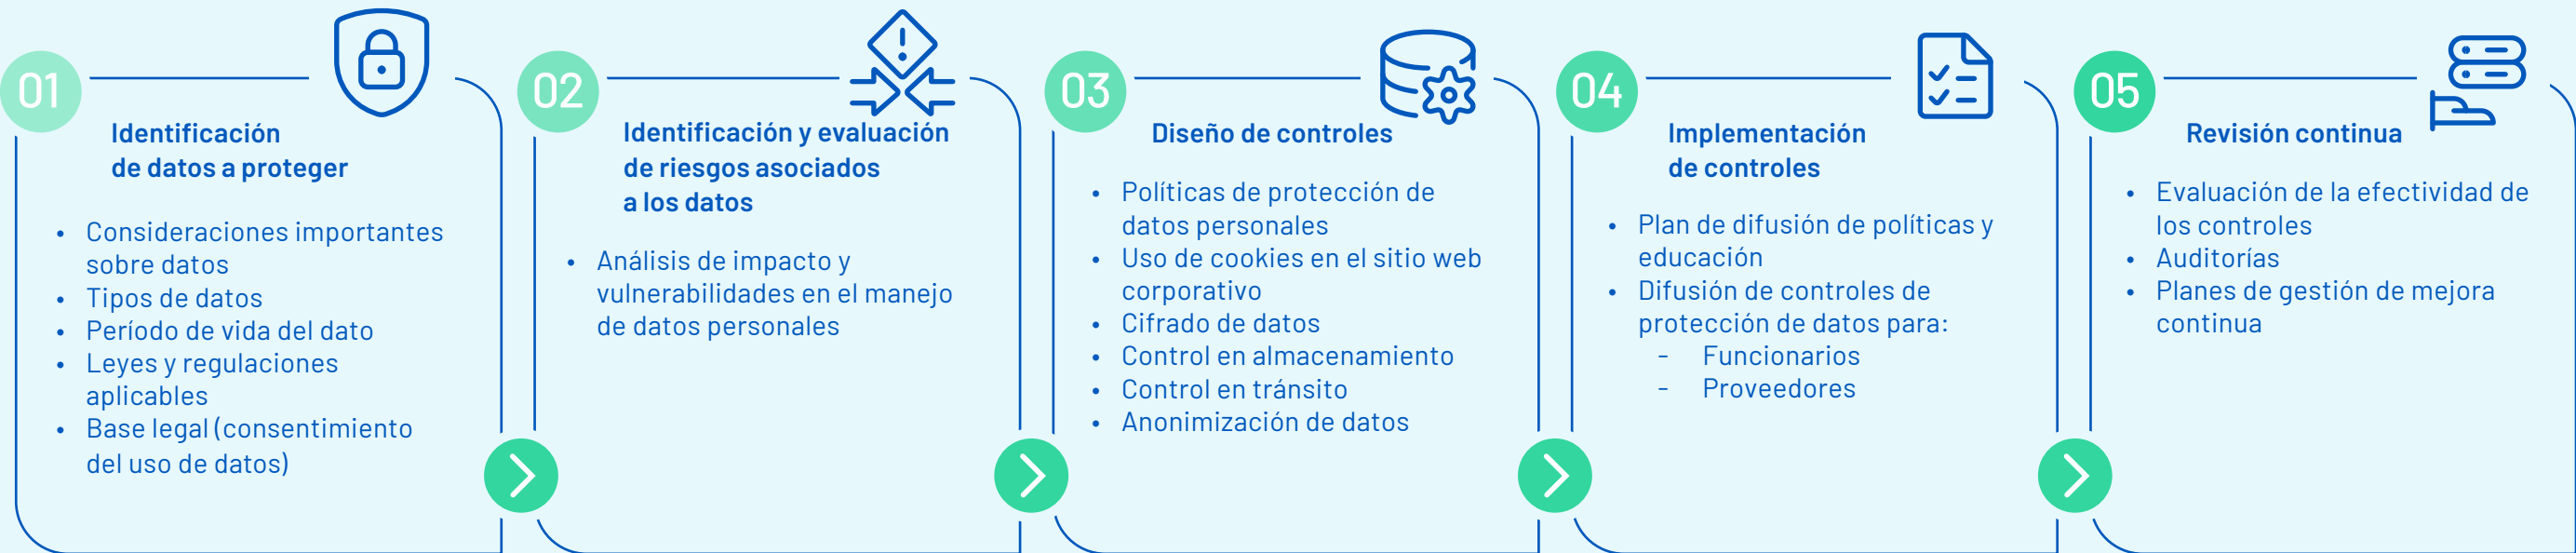 01
Identificación
de datos a proteger
• Consideraciones importantes
sobre datos
• Tipos de datos
• Período de vida del dato
• Leyes y regulaciones
aplicables
• Base legal (consentimiento
del uso de datos)
02
Identificación y evaluación
de riesgos asociados
a los datos
• Análisis de impacto y
vulnerabilidades en el manejo
de datos personales
03
Diseño de controles
• Políticas de protección de
datos personales
• Uso de cookies en el sitio web
corporativo
• Cifrado de datos
• Control en almacenamiento
• Control en tránsito
• Anonimización de datos
04
Implementación
de controles
• Plan de difusión de políticas y
educación
• Difusión de controles de
protección de datos para:
- Funcionarios
- Proveedores
05
Revisión continua
• Evaluación de la efectividad de
los controles
• Auditorías
• Planes de gestión de mejora
continua